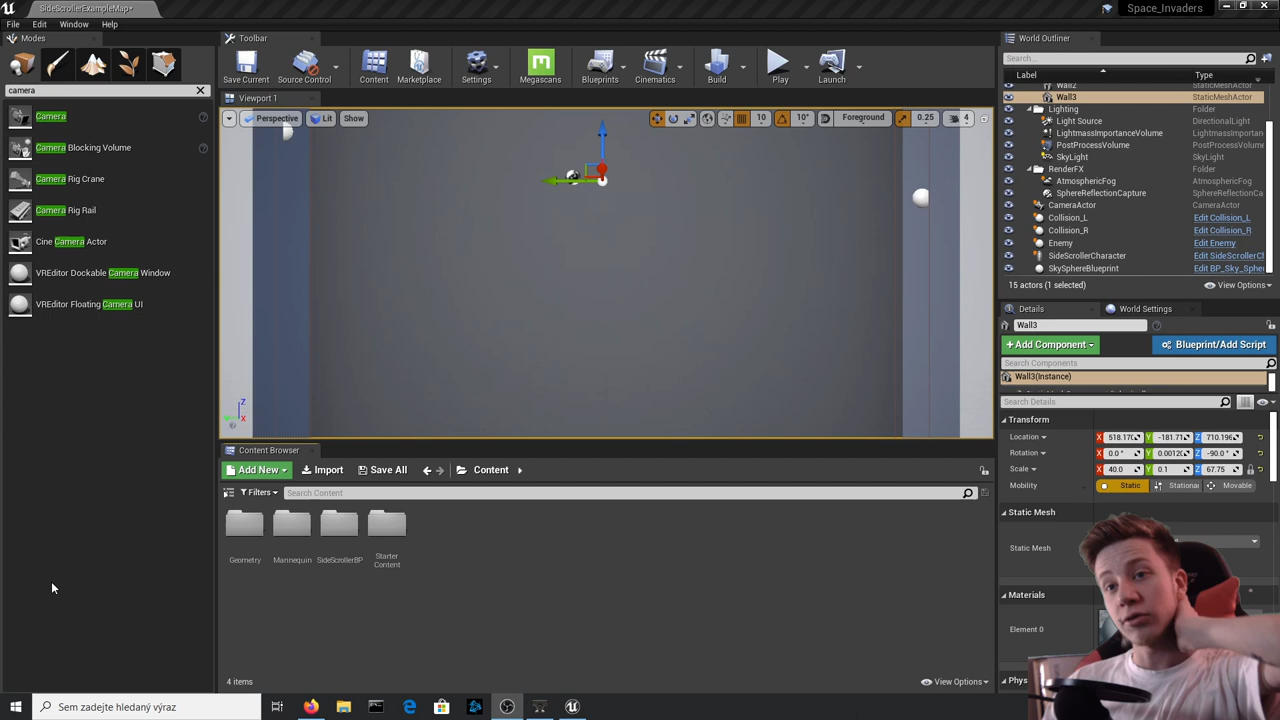 SideScrollerExampleMap*
Space_Invaders
File Edit Window Help
Modes
Toolbar
World Outliner
Save Current
Source Control
Content
Marketplace
Settings
Megascans
Blueprints
Cinematics
Build
Play
Launch
Search...
Label
Type
camera
Viewport 1
Wall2
StaticMeshActor
Wall3
StaticMeshActor
Lighting
Folder
Camera
Perspective
Lit
Show
10
10°
Foreground
0.25
4
Light Source
DirectionalLight
LightmassImportanceVolume
LightmassImportan
Camera Blocking Volume
PostProcessVolume
PostProcessVolume
SkyLight
SkyLight
RenderFX
Folder
Camera Rig Crane
AtmosphericFog
AtmosphericFog
SphereReflectionCapture
SphereReflectionCa
Camera Rig Rail
CameraActor
CameraActor
Collision_L
Edit Collision_L
Collision_R
Edit Collision_R
Cine Camera Actor
Enemy
Edit Enemy
SideScrollerCharacter
Edit SideScrollerCl
VREditor Dockable Camera Window
SkySphereBlueprint
Edit BP_Sky_Sphe
15 actors (1 selected)
View Options
VREditor Floating Camera UI
Details
World Settings
Wall3
+Add Component
Blueprint/Add Script
Search Components
Wall3(Instance)
Search Details
Transform
Location
X 518.170
Y -181.71
Z 710.196
Rotation
X 0.0 °
Y 0.0012
Z -90.0 °
Scale
X 40.0
Y 0.1
Z 67.75
Mobility
Static
Stationar
Movable
Static Mesh
Static Mesh
Materials
Element 0
Phys
Z
X
Content Browser
Add New
Import
Save All
Content
Filters
Search Content
Geometry
Mannequin
SideScrollerBP
Starter
Content
4 items
View Options
Sem zadejte hledaný výraz